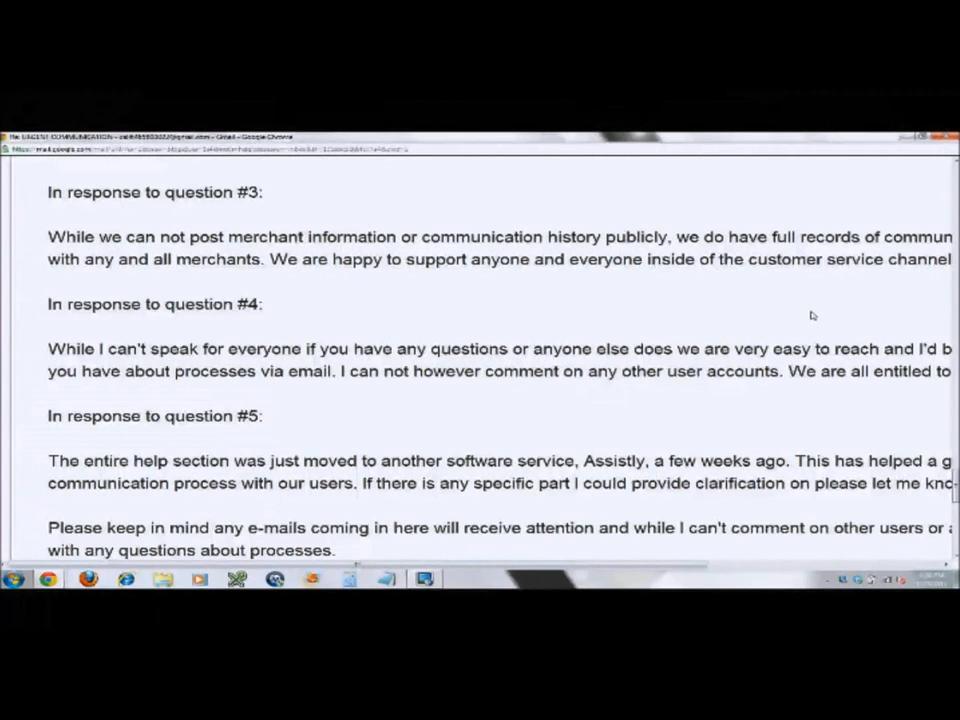 Re: URGENT COMMUNICATION - - Gmail - Google Chrome
In response to question #3:
While we can not post merchant information or communication history publicly, we do have full records of commun
with any and all merchants. We are happy to support anyone and everyone inside of the customer service channel
In response to question #4:
While I can't speak for everyone if you have any questions or anyone else does we are very easy to reach and I'd b
you have about processes via email. I can not however comment on any other user accounts. We are all entitled to
In response to question #5:
The entire help section was just moved to another software service, Assistly, a few weeks ago. This has helped a g
communication process with our users. If there is any specific part I could provide clarification on please let me kno
Please keep in mind any e-mails coming in here will receive attention and while I can't comment on other users or a
with any questions about processes.